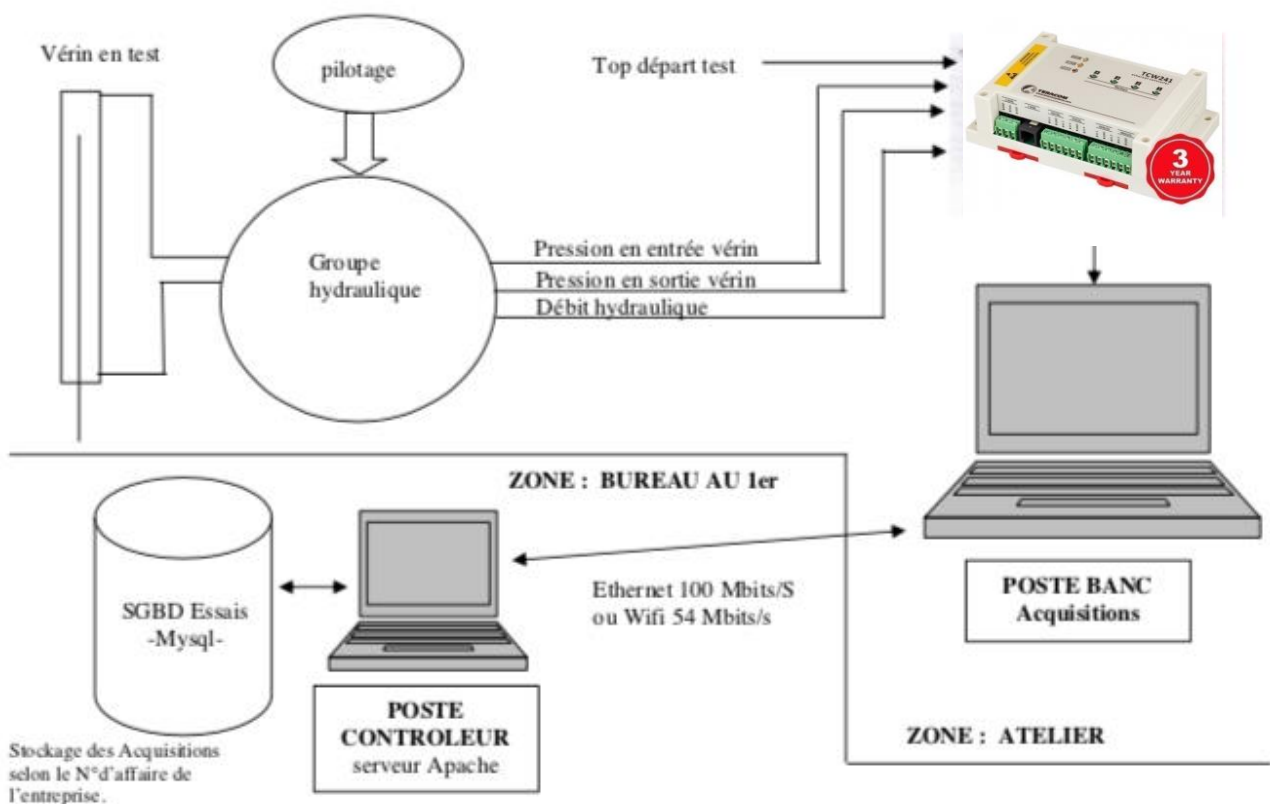 Vérin en test
pilotage
Top départ test
TCW241
TERACOM
3
YEAR
WARRANTY
Groupe
hydraulique
Pression en entrée vérin
Pression en sortie vérin
Débit hydraulique
ZONE : BUREAU AU 1er
SGBD Essais
-Mysql-
Ethernet 100 Mbits/S
ou Wifi 54 Mbits/s
POSTE BANC
Acquisitions
POSTE
CONTROLEUR
serveur Apache
ZONE : ATELIER
Stockage des Acquisitions
selon le N°d'affaire de
l'entreprise.